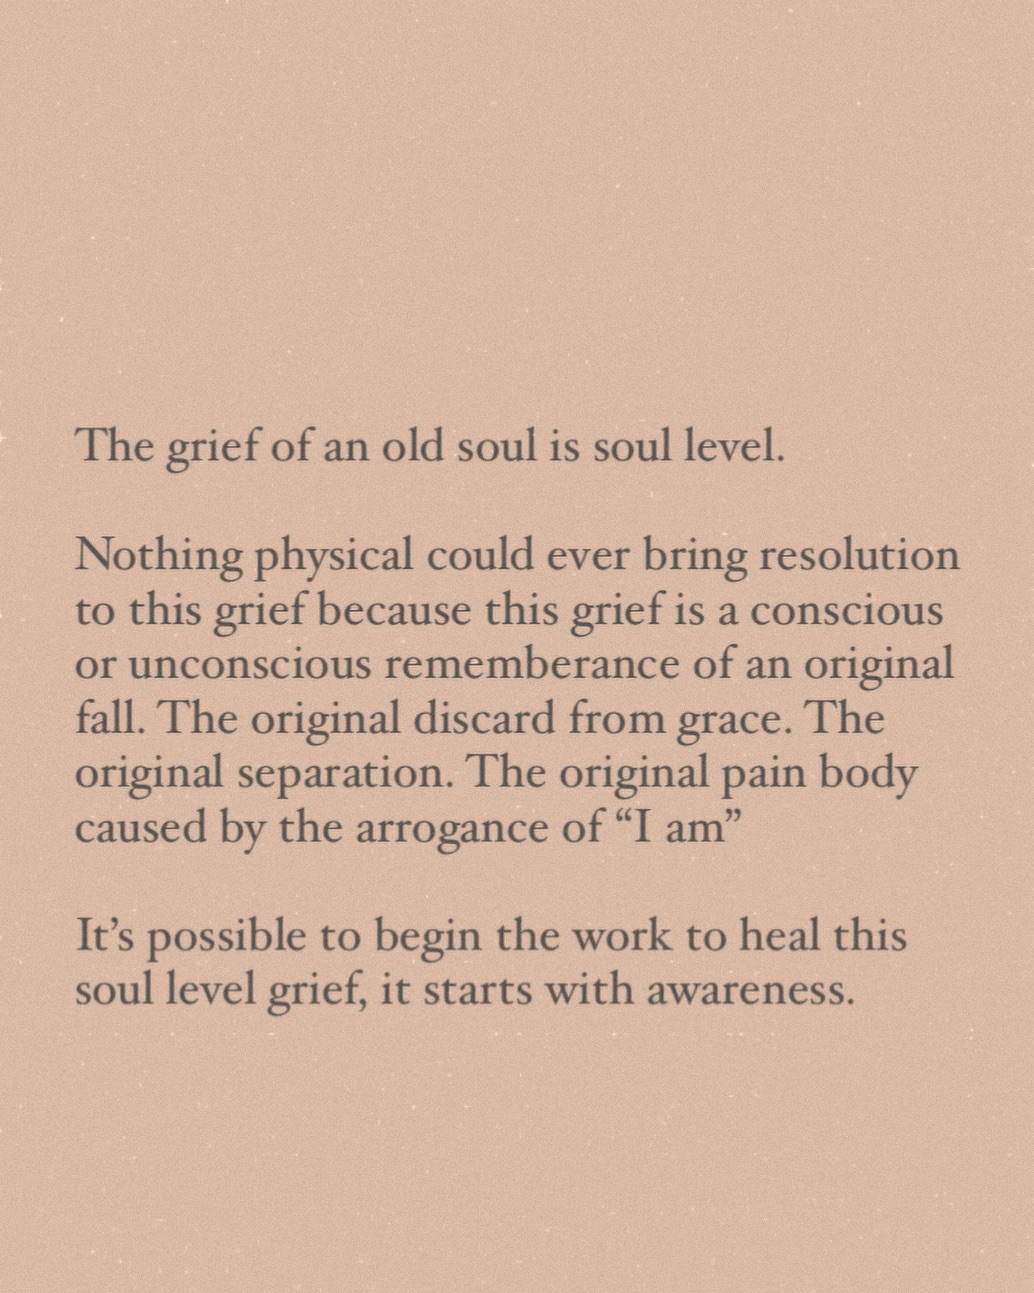 The grief of an old soul is soul level.
Nothing physical could ever bring resolution
to this grief because this grief is a conscious
or unconscious rememberance of an original
fall. The original discard from grace. The
original separation. The original pain body
caused by the arrogance of “I am”
It’s possible to begin the work to heal this
soul level grief, it starts with awareness.